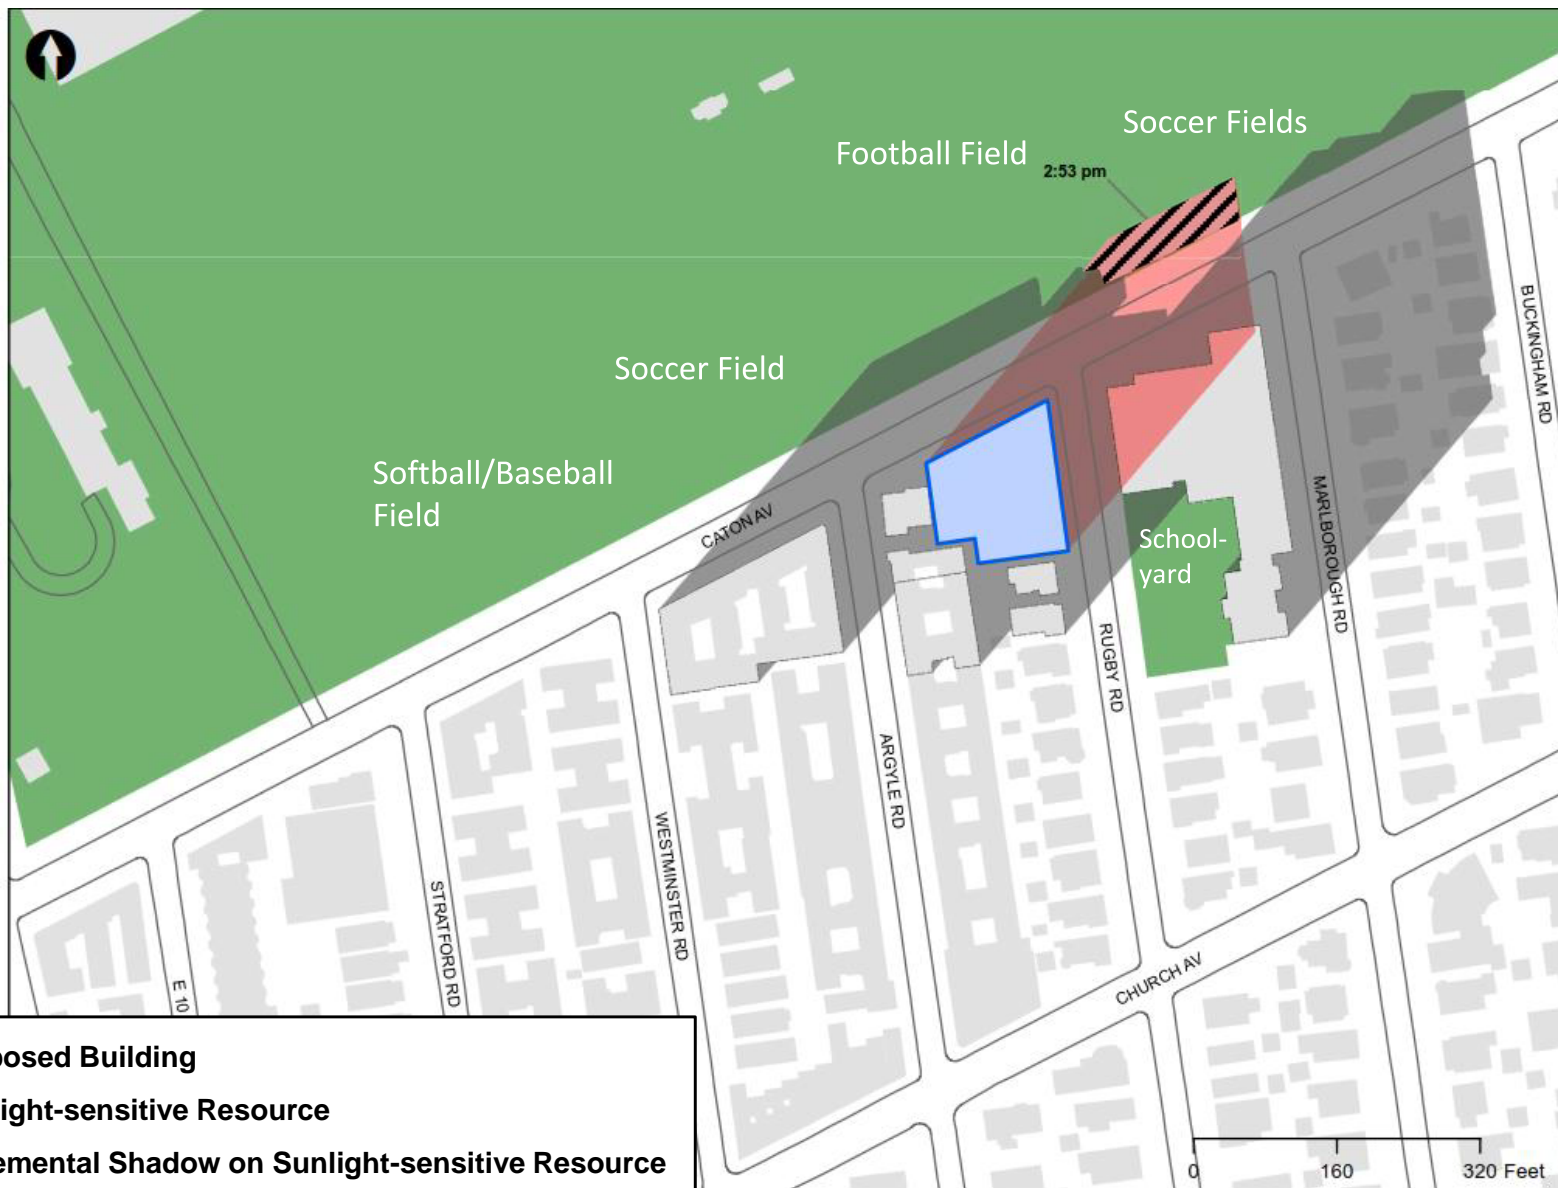 Soccer Fields
Football Field
2:53 pm
Soccer Field
Softball/Baseball
Field
School-
yard
CATON AV
BUCKINGHAM RD
MARLBOROUGH RD
RUGBY RD
ARGYLE RD
WESTMINSTER RD
STRATFORD RD
E 10
CHURCH AV
posed Building
ight-sensitive Resource
emental Shadow on Sunlight-sensitive Resource
0 160 320 Feet